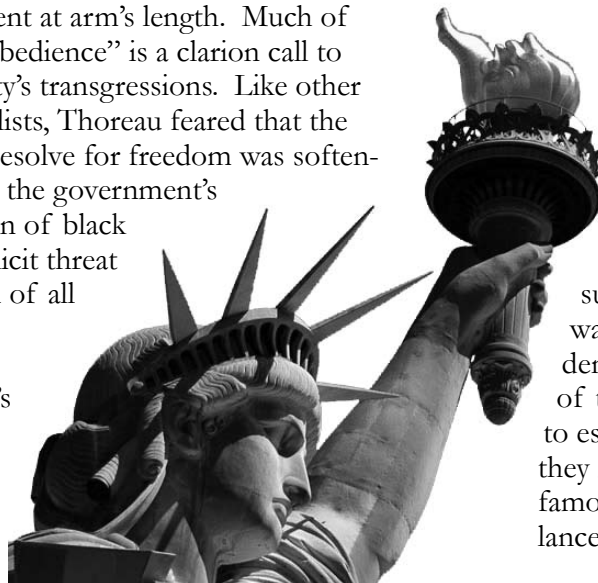 ent at arm’s length. Much of
bedience” is a clarion call to
ty’s transgressions. Like other
lists, Thoreau feared that the
esolve for freedom was soften-
the government’s
n of black
icit threat
of all
’s
su
wa
der
of t
to es
they
famo
lance